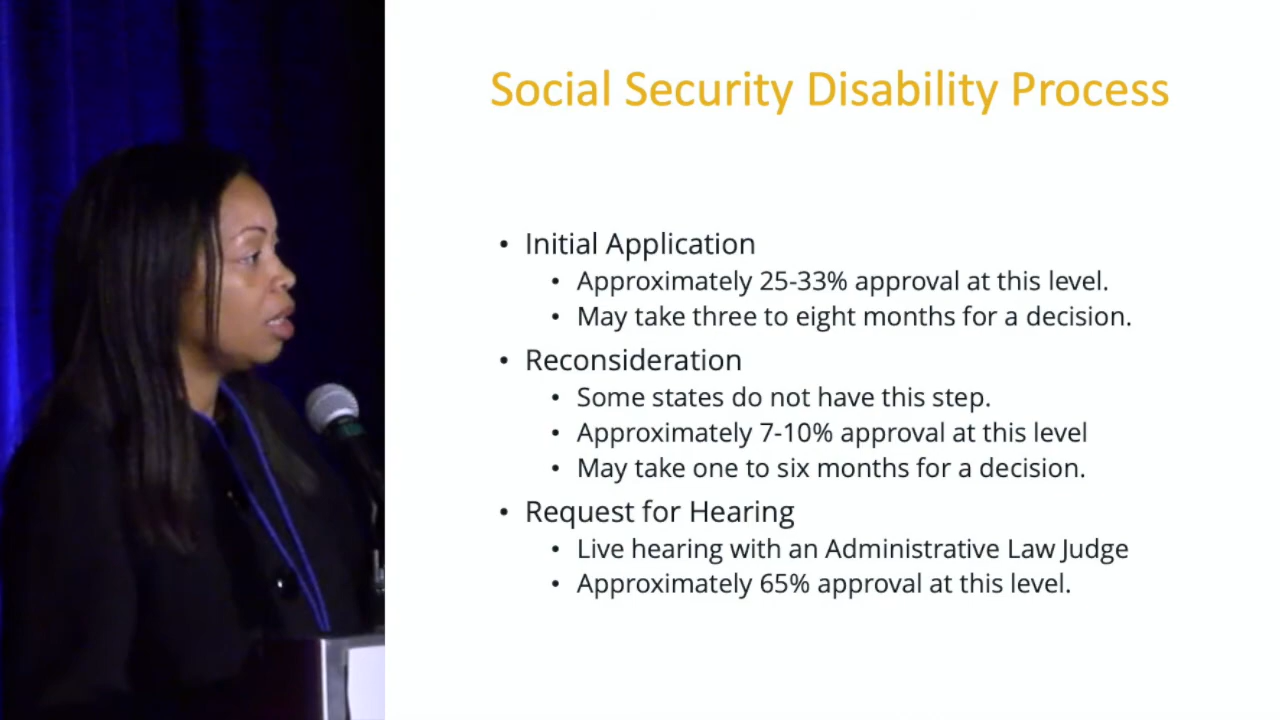 Social Security Disability Process
• Initial Application
• Approximately 25-33% approval at this level.
• May take three to eight months for a decision.
• Reconsideration
• Some states do not have this step.
• Approximately 7-10% approval at this level
• May take one to six months for a decision.
• Request for Hearing
• Live hearing with an Administrative Law Judge
• Approximately 65% approval at this level.